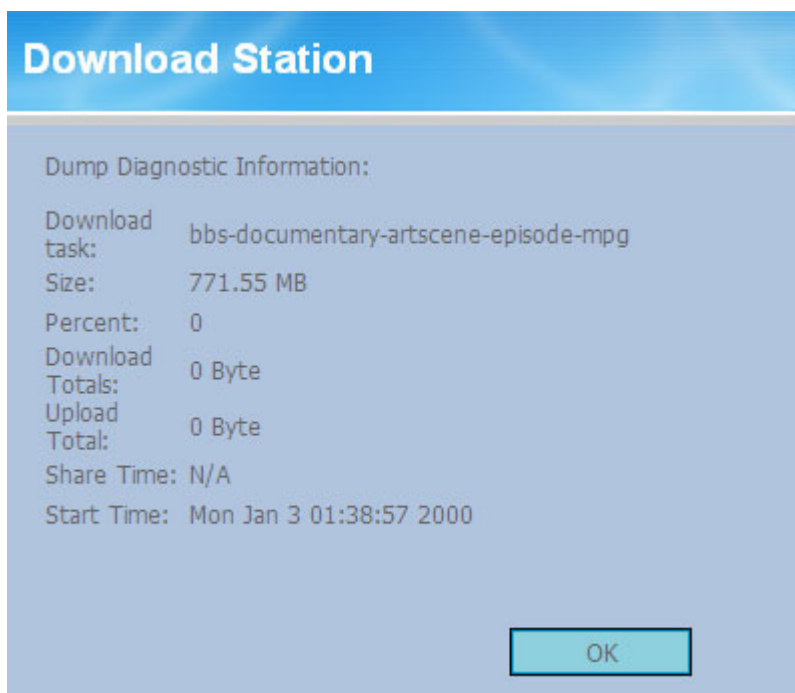 Download Station
Dump Diagnostic Information:
Download
task:
bbs-documentary-artscene-episode-mpg
Size: 771.55 MB
Percent: 0
Download
Totals:
0 Byte
Upload
Total:
0 Byte
Share Time: N/A
Start Time: Mon Jan 3 01:38:57 2000
OK